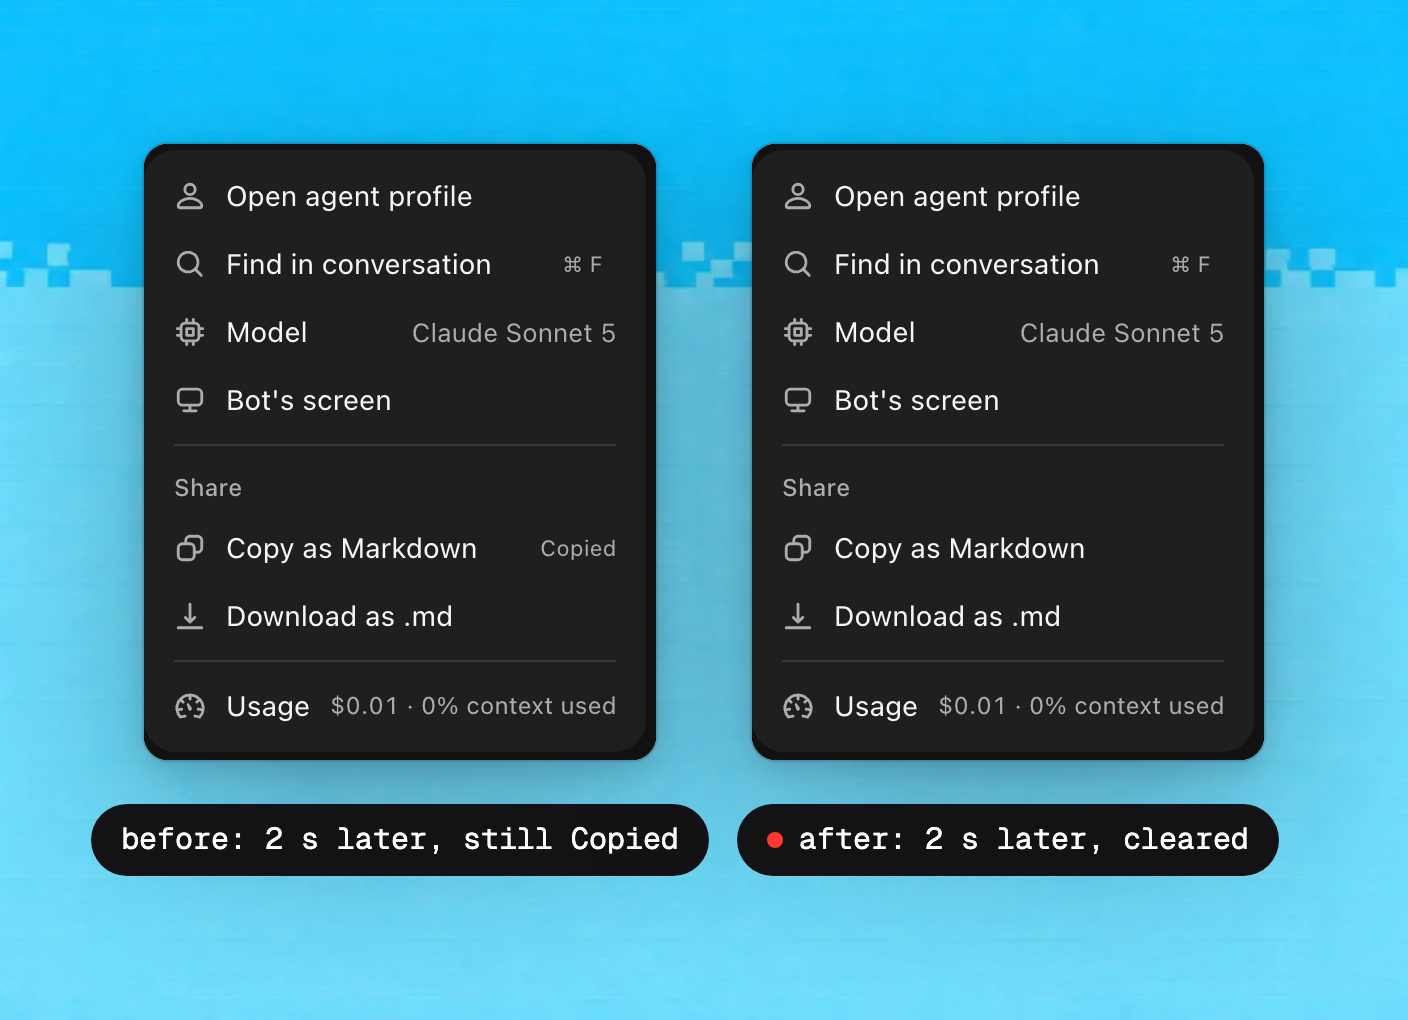 Open agent profile
Find in conversation ⌘ F
Model Claude Sonnet 5
Bot's screen
Share
Copy as Markdown Copied
Download as .md
Usage $0.01 · 0% context used
before: 2 s later, still Copied
Open agent profile
Find in conversation ⌘ F
Model Claude Sonnet 5
Bot's screen
Share
Copy as Markdown
Download as .md
Usage $0.01 · 0% context used
after: 2 s later, cleared